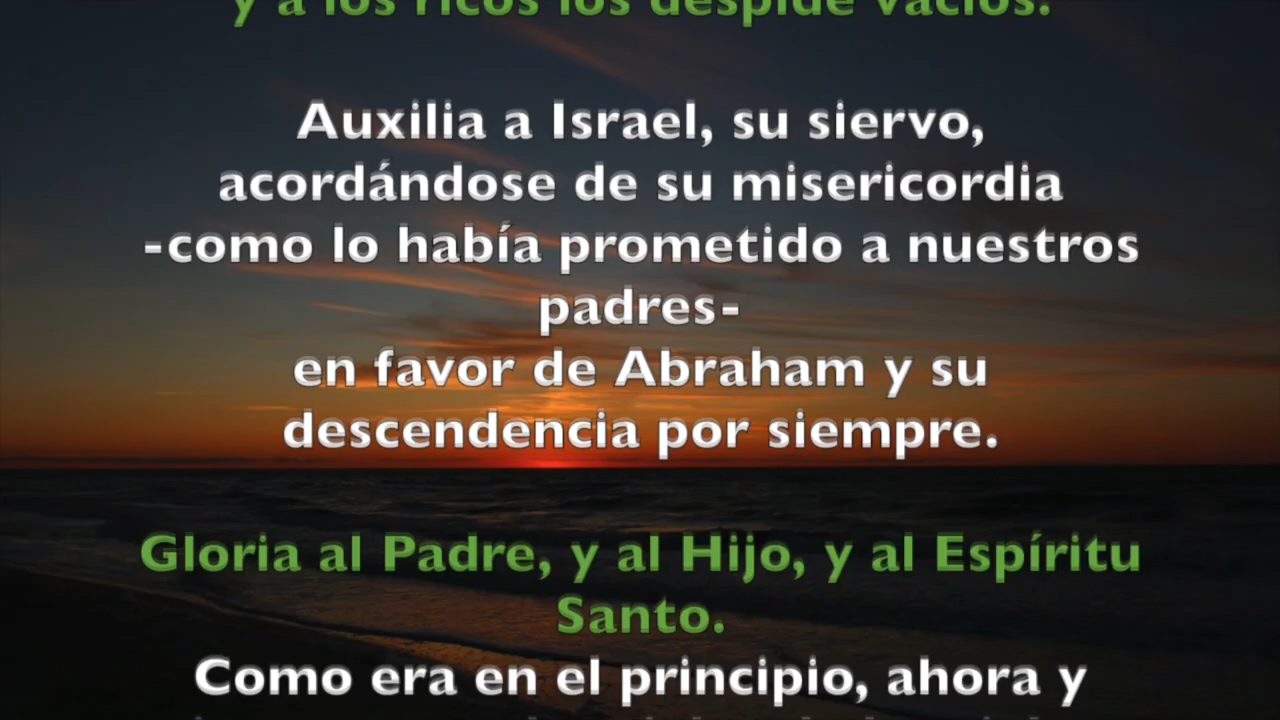 y a los ricos los despide vacíos.
Auxilia a Israel, su siervo,
acordándose de su misericordia
-como lo había prometido a nuestros
padres-
en favor de Abraham y su
descendencia por siempre.
Gloria al Padre, y al Hijo, y al Espíritu
Santo.
Como era en el principio, ahora y